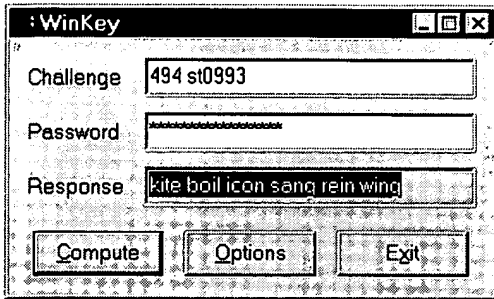 :WinKey
Challenge 494 st0993
Password ******************
Response kite boil icon sang rein wing
Compute Options Exit